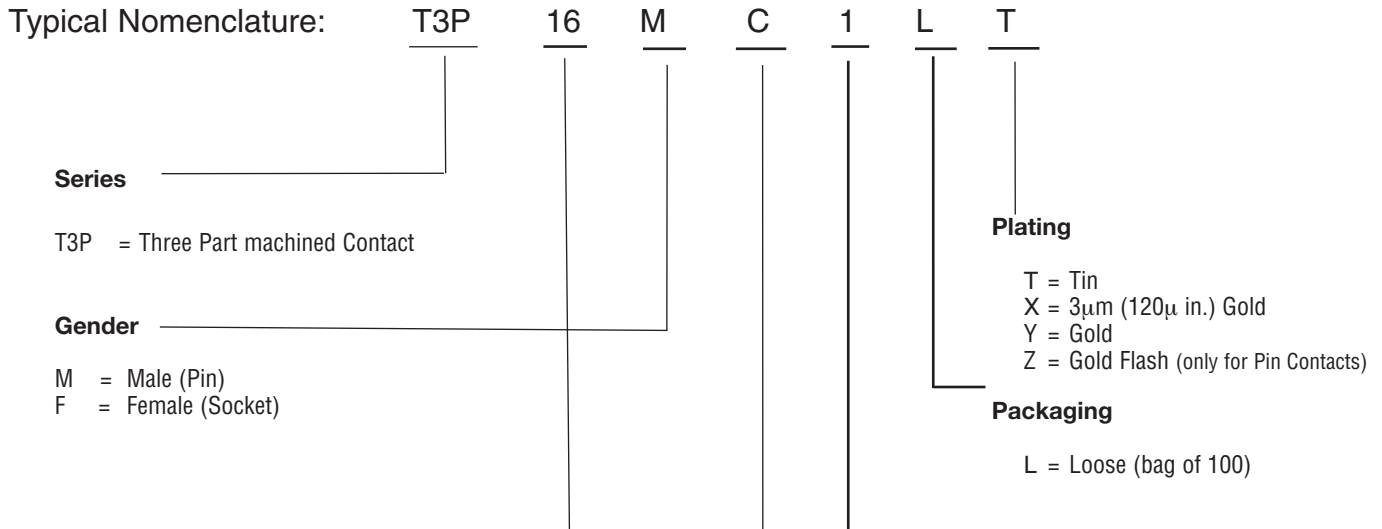 Typical Nomenclature: T3P 16 M C 1 L T
Series
T3P = Three Part machined Contact
Gender
M = Male (Pin)
F = Female (Socket)
Plating
T = Tin
X = 3μm (120μ in.) Gold
Y = Gold
Z = Gold Flash (only for Pin Contacts)
Packaging
L = Loose (bag of 100)